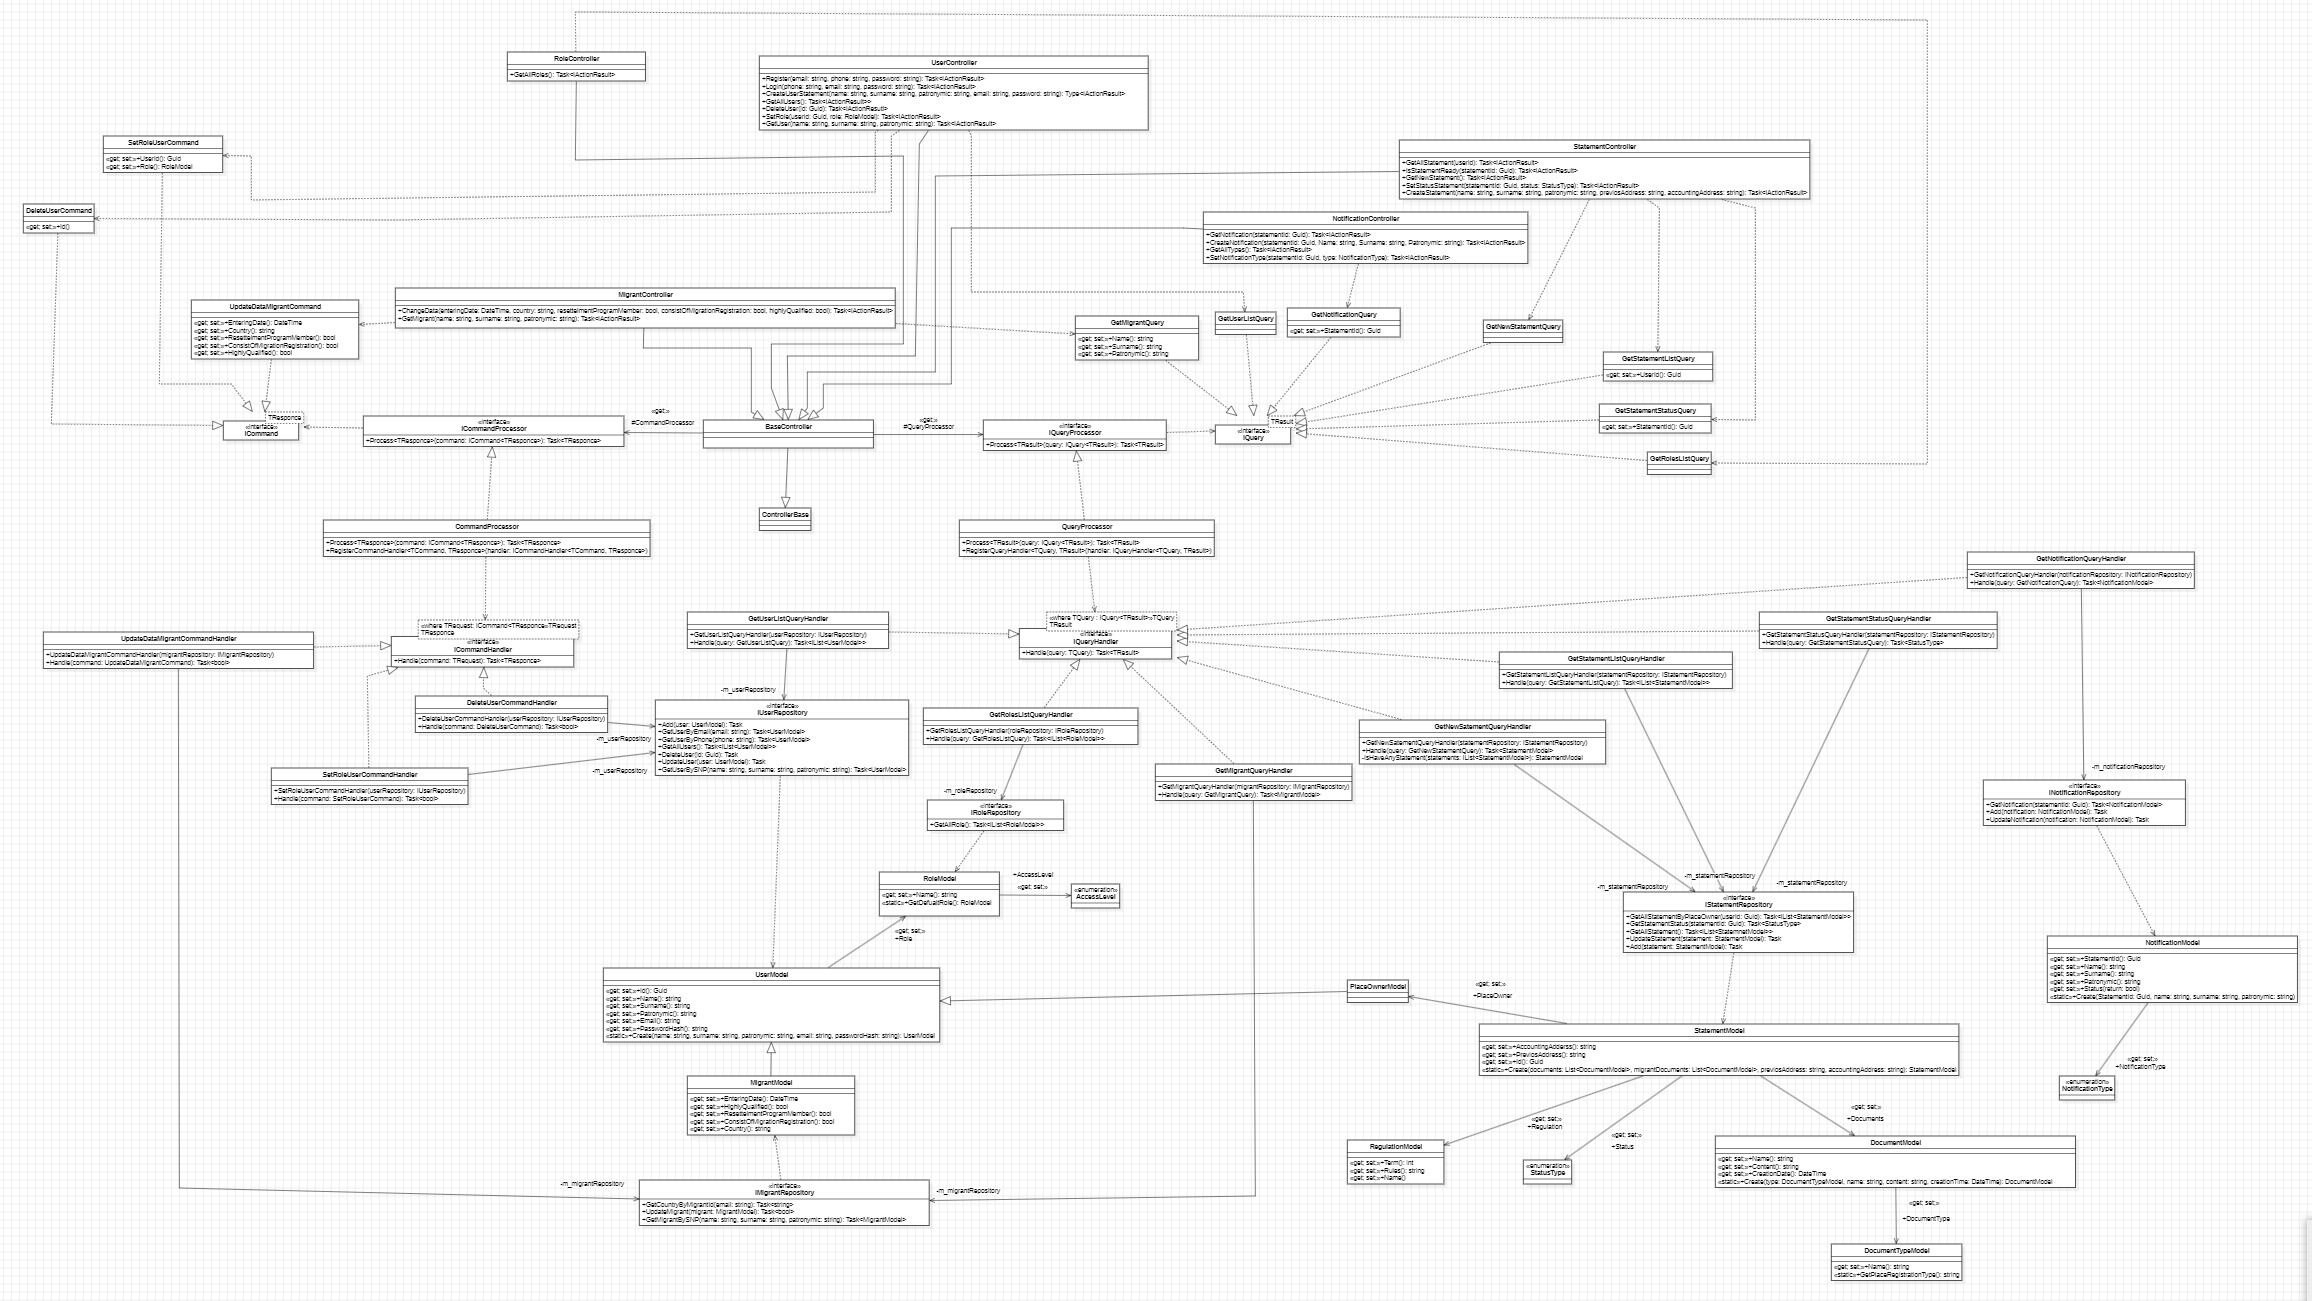 RoleController
+GetAllRoles(): Task<IActionResult>
UserController
+Register(email: string, phone: string, password: string): Task<IActionResult>
+Login(phone: string, email: string, password: string): Task<IActionResult>
+CreateUserStatement(name: string, surname: string, patronymic: string, email: string, password: string): Type<IActionResult>
+GetAllUsers(): Task<IActionResult>>
+DeleteUser(id: Guid): Task<IActionResult>
+SetRole(userId: Guid, role: RoleModel): Task<IActionResult>
+GetUser(name: string, surname: string, patronymic: string): Task<IActionResult>
SetRoleUserCommand
«get; set;»+UserId(): Guid
«get; set;»+Role(): RoleModel
StatementController
+GetAllStatement(userId): Task<IActionResult>
+IsStatementReady(statementId: Guid): Task<IActionResult>
+GetNewStatement(): Task<IActionResult>
+SetStatusStatement(statementId: Guid, status: StatusType): Task<IActionResult>
+CreateStatement(name: string, surname: string, patronymic: string, previosAddress: string, accountingAddress: string): Task<IActionResult>
DeleteUserCommand
«get; set;»+Id()
NotificationController
+GetNotification(statementId: Guid): Task<IActionResult>
+CreateNotification(statementId: Guid, Name: string, Surname: string, Patronymic: string): Task<IActionResult>
+GetAllTypes(): Task<IActionResult>
+SetNotificationType(statementId: Guid, type: NotificationType): Task<IActionResult>
MigrantController
+ChangeData(enteringDate: DateTime, country: string, resettelmentProgramMember: bool, consistOfMigrationRegistration: bool, highlyQualified: bool): Task<IActionResult>
+GetMigrant(name: string, surname: string, patronymic: string): Task<IActionResult>
UpdateDataMigrantCommand
«get; set;»+EnteringDate(): DateTime
«get; set;»+Country(): string
«get; set;»+ResettelmentProgramMember(): bool
«get; set;»+ConsistOfMigrationRegistration(): bool
«get; set;»+HighlyQualified(): bool
GetMigrantQuery
«get; set;»+Name(): string
«get; set;»+Surname(): string
«get; set;»+Patronymic(): string
GetUserListQuery
GetNotificationQuery
«get; set;»+StatementId(): Guid
GetNewStatementQuery
GetStatementListQuery
«get; set;»+UserId(): Guid
GetStatementStatusQuery
«get; set;»+StatementId(): Guid
GetRolesListQuery
TResponce
«interface»
ICommand
«interface»
ICommandProcessor
+Process<TResponce>(command: ICommand<TResponce>): Task<TResponce>
«get;»
#CommandProcessor
BaseController
«get;»
#QueryProcessor
«interface»
IQueryProcessor
+Process<TResult>(query: IQuery<TResult>): Task<TResult>
TResult
«interface»
IQuery
ControllerBase
CommandProcessor
+Process<TResponce>(command: ICommand<TResponce>): Task<TResponce>
+RegisterCommandHandler<TCommand, TResponce>(handler: ICommandHandler<TCommand, TResponce>)
QueryProcessor
+Process<TResult>(query: IQuery<TResult>): Task<TResult>
+RegisterQueryHandler<TQuery, TResult>(handler: IQueryHandler<TQuery, TResult>)
GetNotificationQueryHandler
+GetNotificationQueryHandler(notificationRepository: INotificationRepository)
+Handle(query: GetNotificationQuery): Task<NotificationModel>
UpdateDataMigrantCommandHandler
+UpdateDataMigrantCommandHandler(migrantRepository: IMigrantRepository)
+Handle(command: UpdateDataMigrantCommand): Task<bool>
«where TRequest: ICommand<TResponce>»TRequest
TResponce
«interface»
ICommandHandler
+Handle(command: TRequest): Task<TResponce>
GetUserListQueryHandler
+GetUserListQueryHandler(userRepository: IUserRepository)
+Handle(query: GetUserListQuery): Task<IList<UserModel>>
«where TQuery : IQuery<TResult>»TQuery
TResult
«interface»
IQueryHandler
+Handle(query: TQuery): Task<TResult>
GetStatementStatusQueryHandler
+GetStatementStatusQueryHandler(statementRepository: IStatementRepository)
+Handle(query: GetStatementStatusQuery): Task<StatusType>
GetStatementListQueryHandler
+GetStatementListQueryHandler(statementRepository: IStatementRepository)
+Handle(query: GetStatementListQuery): Task<IList<StatementModel>>
DeleteUserCommandHandler
+DeleteUserCommandHandler(userRepository: IUserRepository)
+Handle(command: DeleteUserCommand): Task<bool>
-m_userRepository
-m_userRepository
-m_userRepository
«interface»
IUserRepository
+Add(user: UserModel): Task
+GetUserByEmail(email: string): Task<UserModel>
+GetUserByPhone(phone: string): Task<UserModel>
+GetAllUsers(): Task<IList<UserModel>>
+DeleteUser(id: Guid): Task
+UpdateUser(user: UserModel): Task
+GetUserBySNP(name: string, surname: string, patronymic: string): Task<UserModel>
GetRolesListQueryHandler
+GetRolesListQueryHandler(roleRepository: IRoleRepository)
+Handle(query: GetRolesListQuery): Task<IList<RoleModel>>
GetNewSatementQueryHandler
+GetNewSatementQueryHandler(statementRepository: IStatementRepository)
+Handle(query: GetNewStatementQuery): Task<StatementModel>
-IsHaveAnyStatement(statements: IList<StatementModel>): StatementModel
SetRoleUserCommandHandler
+SetRoleUserCommandHandler(userRepository: IUserRepository)
+Handle(command: SetRoleUserCommand): Task<bool>
GetMigrantQueryHandler
+GetMigrantQueryHandler(migrantRepository: IMigrantRepository)
+Handle(query: GetMigrantQuery): Task<MigrantModel>
-m_roleRepository
«interface»
IRoleRepository
+GetAllRole(): Task<IList<RoleModel>>
-m_notificationRepository
«interface»
INotificationRepository
+GetNotification(statementId: Guid): Task<NotificationModel>
+Add(notification: NotificationModel): Task
+UpdateNotification(notification: NotificationModel): Task
RoleModel
«get; set;»+Name(): string
«static»+GetDefualtRole(): RoleModel
+AccessLevel
«get; set;»
«enumeration»
AccessLevel
-m_statementRepository
-m_statementRepository
-m_statementRepository
«interface»
IStatementRepository
+GetAllStatementByPlaceOwner(userId: Guid): Task<IList<StatementModel>>
+GetStatementStatus(statementId: Guid): Task<StatusType>
+GetAllStatement(): Task<IList<StatemnetModel>>
+UpdateStatement(statement: StatementModel): Task
+Add(statement: StatementModel): Task
«get; set;»
+Role
UserModel
«get; set;»+Id(): Guid
«get; set;»+Name(): string
«get; set;»+Surname(): string
«get; set;»+Patronymic(): string
«get; set;»+Email(): string
«get; set;»+PasswordHash(): string
«static»+Create(name: string, surname: string, patronymic: string, email: string, passwordHash: string): UserModel
PlaceOwnerModel
«get; set;»
+PlaceOwner
NotificationModel
«get; set;»+StatementId(): Guid
«get; set;»+Name(): string
«get; set;»+Surname(): string
«get; set;»+Patronymic(): string
«get; set;»+Status(return: bool)
«static»+Create(StatementId: Guid, name: string, surname: string, patronymic: string)
StatementModel
«get; set;»+AccountingAdderss(): string
«get; set;»+PreviosAddress(): string
«get; set;»+Id(): Guid
«static»+Create(documents: List<DocumentModel>, migrantDocuments: List<DocumentModel>, previosAddress: string, accountingAddress: string): StatementModel
«get; set;»
+NotificationType
«enumeration»
NotificationType
MigrantModel
«get; set;»+EnteringDate(): DateTime
«get; set;»+HighlyQualified(): bool
«get; set;»+ResettelmentProgramMember(): bool
«get; set;»+ConsistOfMigrationRegistration(): bool
«get; set;»+Country(): string
«get; set;»
+Regulation
«get; set;»
+Status
«get; set;»
+Documents
RegulationModel
«get; set;»+Term(): int
«get; set;»+Rules(): string
«get; set;»+Name()
«enumeration»
StatusType
DocumentModel
«get; set;»+Name(): string
«get; set;»+Content(): string
«get; set;»+CreationDate(): DateTime
«static»+Create(type: DocumentTypeModel, name: string, content: string, creationTime: DateTime): DocumentModel
-m_migrantRepository
«interface»
IMigrantRepository
+GetCountryByMigrantId(email: string): Task<string>
+UpdateMigrant(migrant: MigrantModel): Task<bool>
+GetMigrantBySNP(name: string, surname: string, patronymic: string): Task<MigrantModel>
-m_migrantRepository
«get; set;»
+DocumentType
DocumentTypeModel
«get; set;»+Name(): string
«static»+GetPlaceRegistrationType(): string